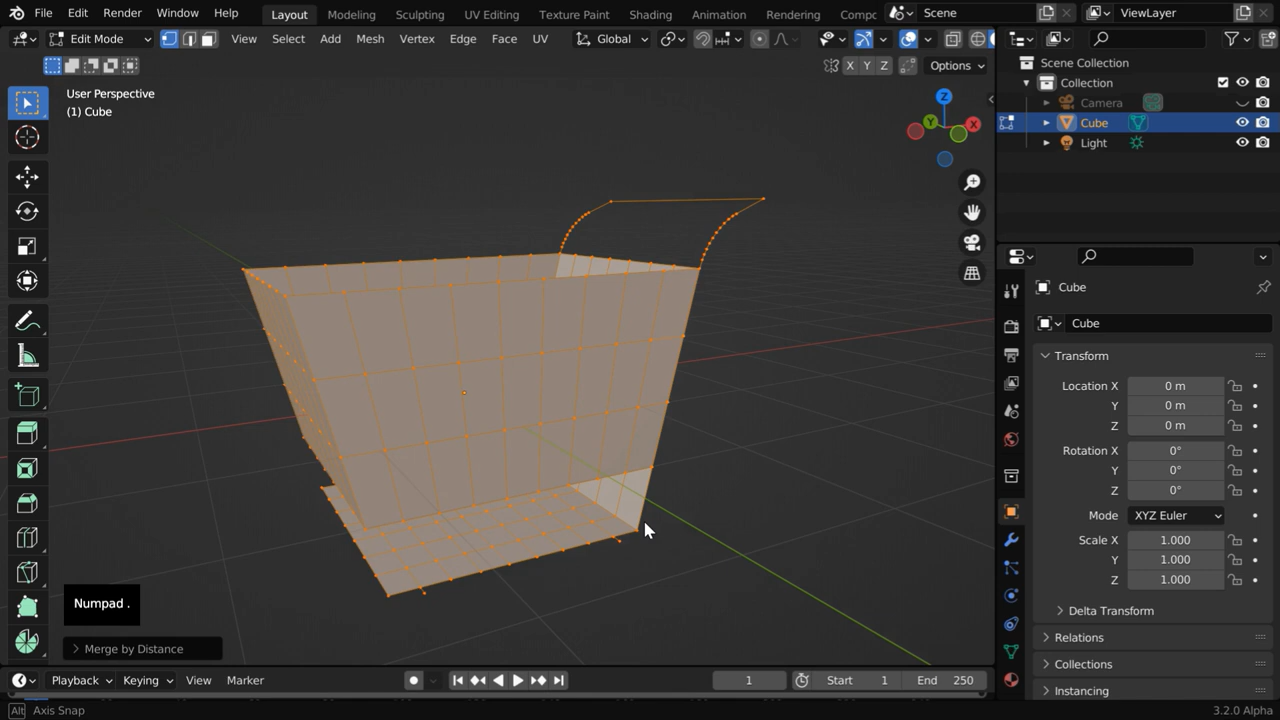 File Edit Render Window Help Layout Modeling Sculpting UV Editing Texture Paint Shading Animation Rendering Compc Scene ViewLayer
Edit Mode View Select Add Mesh Vertex Edge Face UV Global
X Y Z Options
User Perspective
(1) Cube
Z
Y
X
Numpad .
Merge by Distance
Playback Keying View Marker 1 Start 1 End 250
Alt Axis Snap
3.2.0 Alpha
Scene Collection
Collection
Camera
Cube
Light
Cube
Cube
Transform
Location X 0 m
Y 0 m
Z 0 m
Rotation X 0°
Y 0°
Z 0°
Mode XYZ Euler
Scale X 1.000
Y 1.000
Z 1.000
Delta Transform
Relations
Collections
Instancing